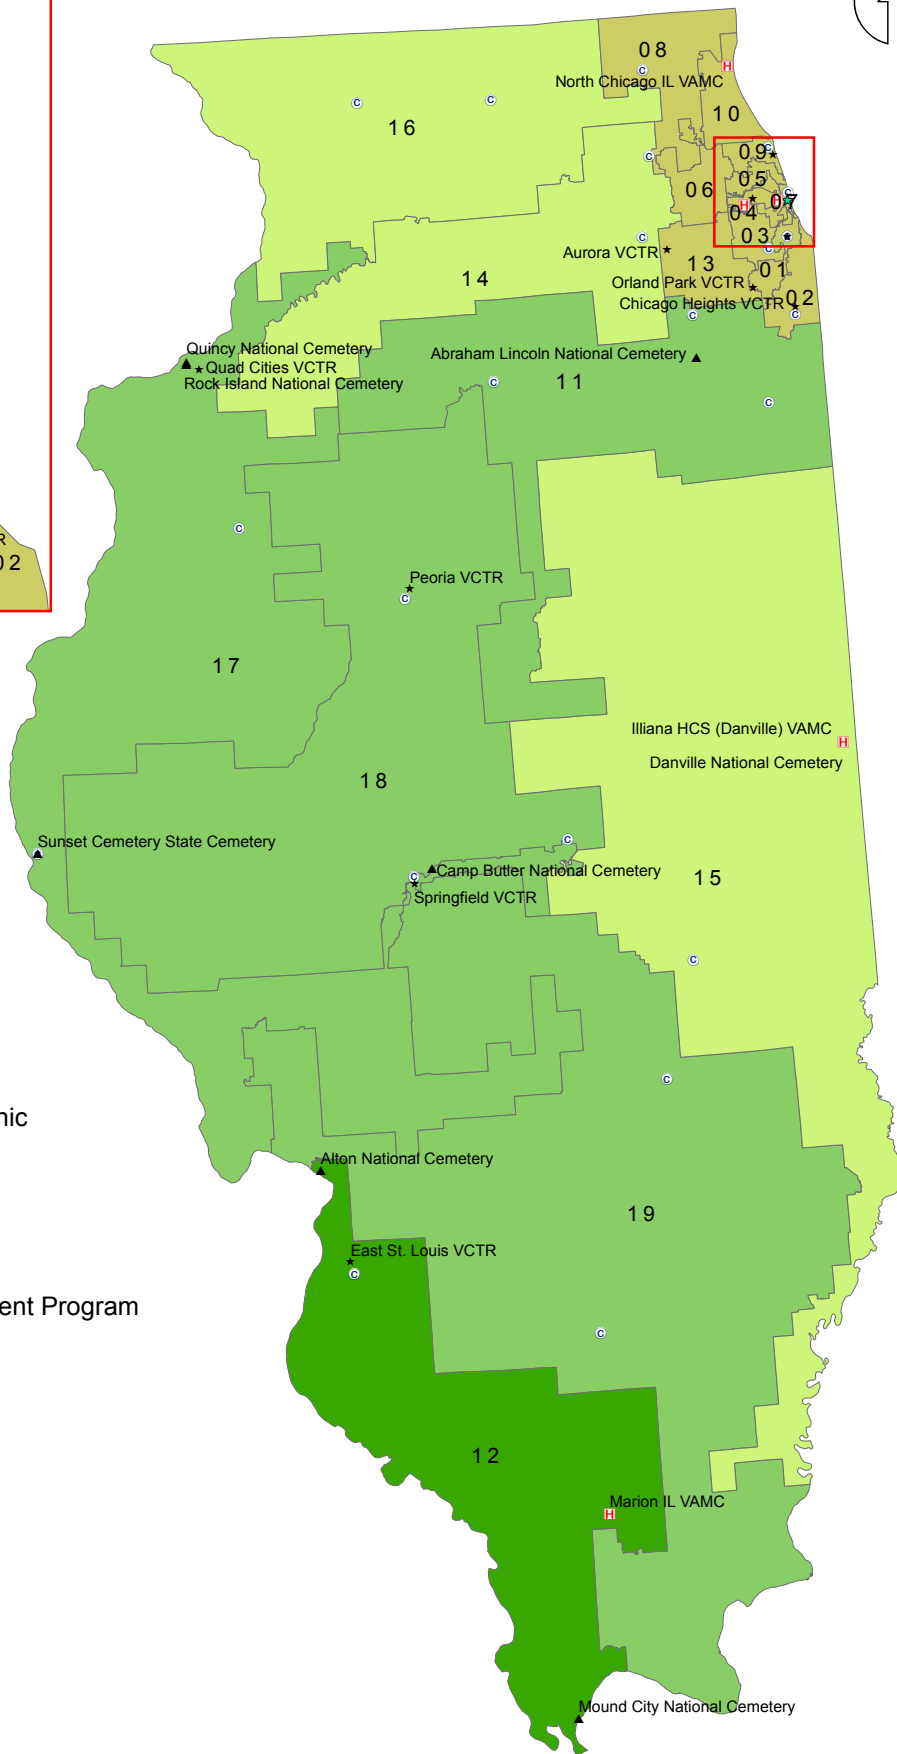 08
North Chicago IL VAMC
10
16
09
05
06
07
04
03
Aurora VCTR
13
01
Orland Park VCTR
14
Chicago Heights VCTR
02
Quincy National Cemetery
Abraham Lincoln National Cemetery
Quad Cities VCTR
Rock Island National Cemetery
11
R
02
Peoria VCTR
17
Illiana HCS (Danville) VAMC
Danville National Cemetery
18
Sunset Cemetery State Cemetery
Camp Butler National Cemetery
15
Springfield VCTR
nic
Alton National Cemetery
19
East St. Louis VCTR
ent Program
12
Marion IL VAMC
Mound City National Cemetery